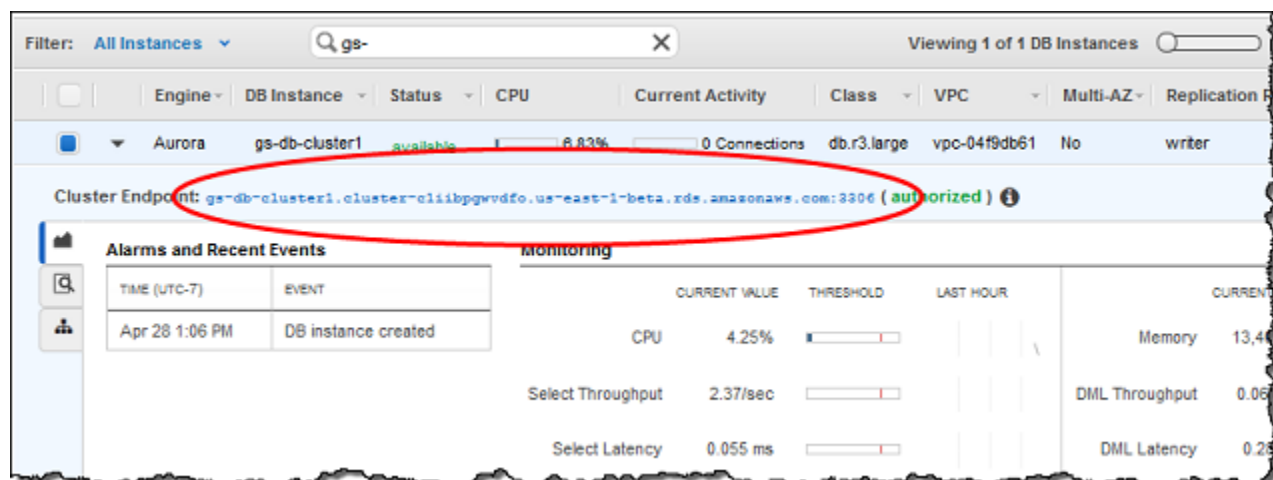 Filter: All Instances gs- X Viewing 1 of 1 DB Instances
Engine DB Instance Status CPU Current Activity Class VPC Multi-AZ Replication
Aurora gs-db-cluster1 available 6.83% 0 Connections db.r3.large vpc-04f9db61 No writer
Cluster Endpoint: gs-db-cluster1.cluster-cliibpgwvdfo.us-east-1-beta.rds.amazonaws.com:3306 ( authorized )
Alarms and Recent Events Monitoring
TIME (UTC-7) EVENT CURRENT VALUE THRESHOLD LAST HOUR CURRENT
Apr 28 1:06 PM DB instance created CPU 4.25% Memory
Select Throughput 2.37/sec DML Throughput
Select Latency 0.055 ms DML Latency